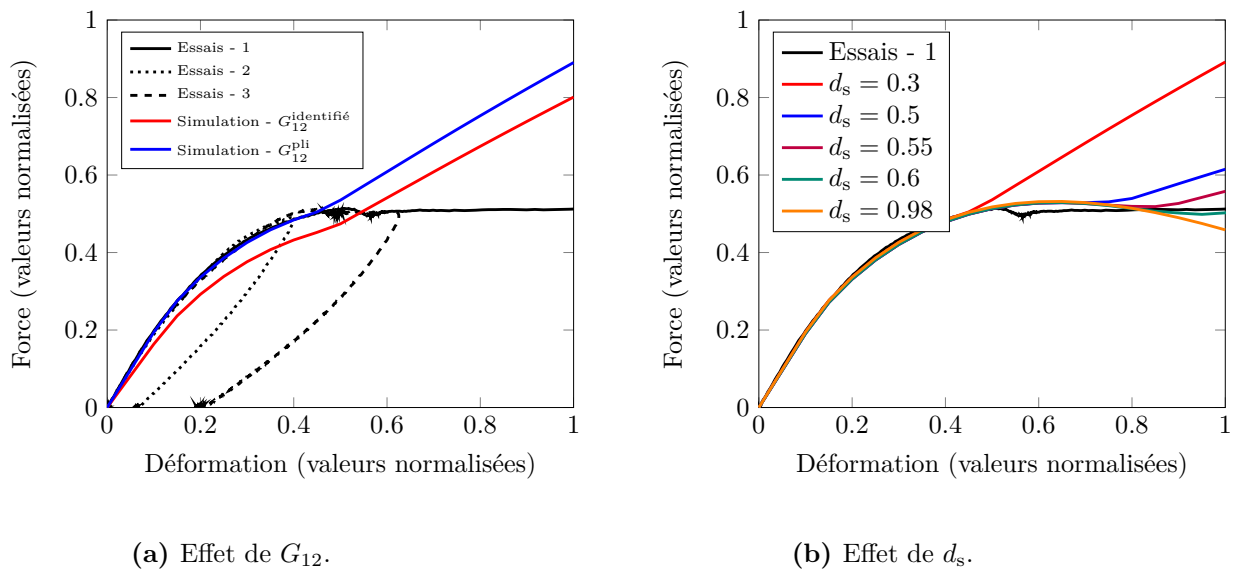 1
0.8
0.6
0.4
0.2
0
0 0.2 0.4 0.6 0.8 1
Force (valeurs normalisées)
Déformation (valeurs normalisées)
Essais - 1
Essais - 2
Essais - 3
Simulation - G₁₂^identifié
Simulation - G₁₂^pli
(a) Effet de G₁₂.
1
0.8
0.6
0.4
0.2
0
0 0.2 0.4 0.6 0.8 1
Force (valeurs normalisées)
Déformation (valeurs normalisées)
Essais - 1
dₛ = 0.3
dₛ = 0.5
dₛ = 0.55
dₛ = 0.6
dₛ = 0.98
(b) Effet de dₛ.